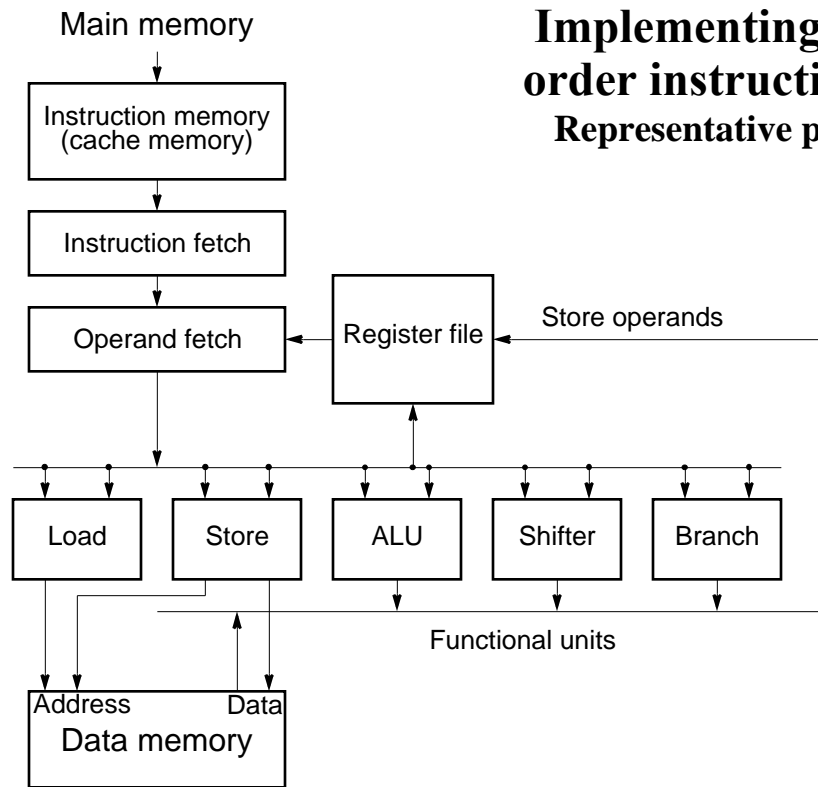 Main memory
Implementing
order instructi
Representative p
Instruction memory
(cache memory)
Instruction fetch
Operand fetch
Register file
Store operands
Load
Store
ALU
Shifter
Branch
Functional units
Address
Data
Data memory